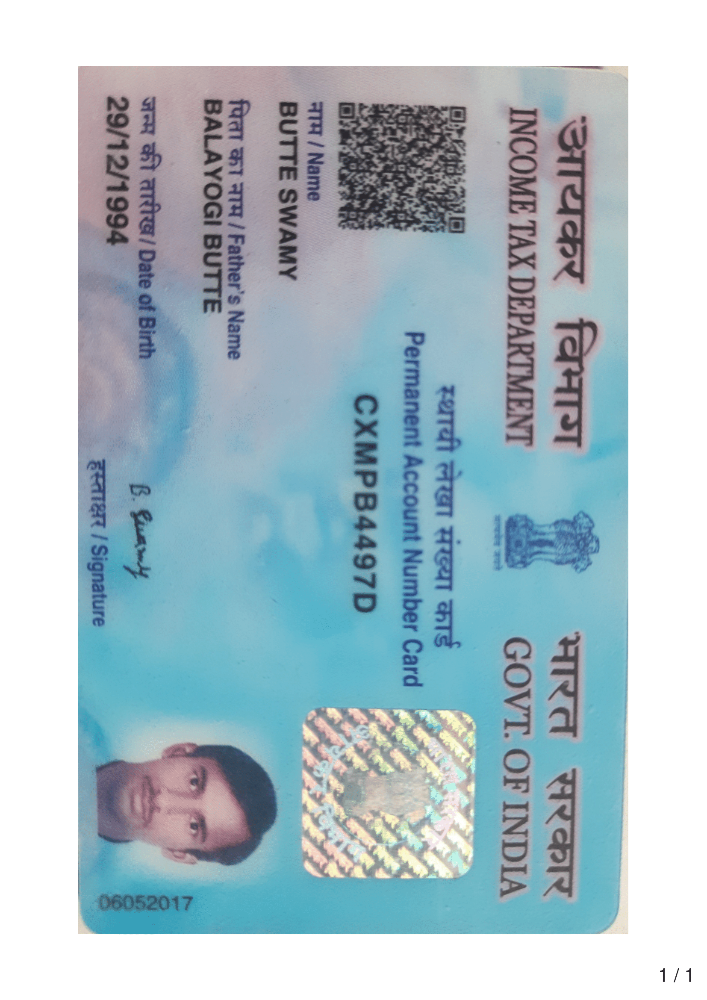 आयकर विभाग
INCOME TAX DEPARTMENT
भारत सरकार
GOVT. OF INDIA
सत्यमेव जयते
स्थायी लेखा संख्या कार्ड
Permanent Account Number Card
CXMPB4497D
नाम / Name
BUTTE SWAMY
पिता का नाम / Father's Name
BALAYOGI BUTTE
जन्म की तारीख / Date of Birth
29/12/1994
B. Swamy
हस्ताक्षर / Signature
06052017
1 / 1